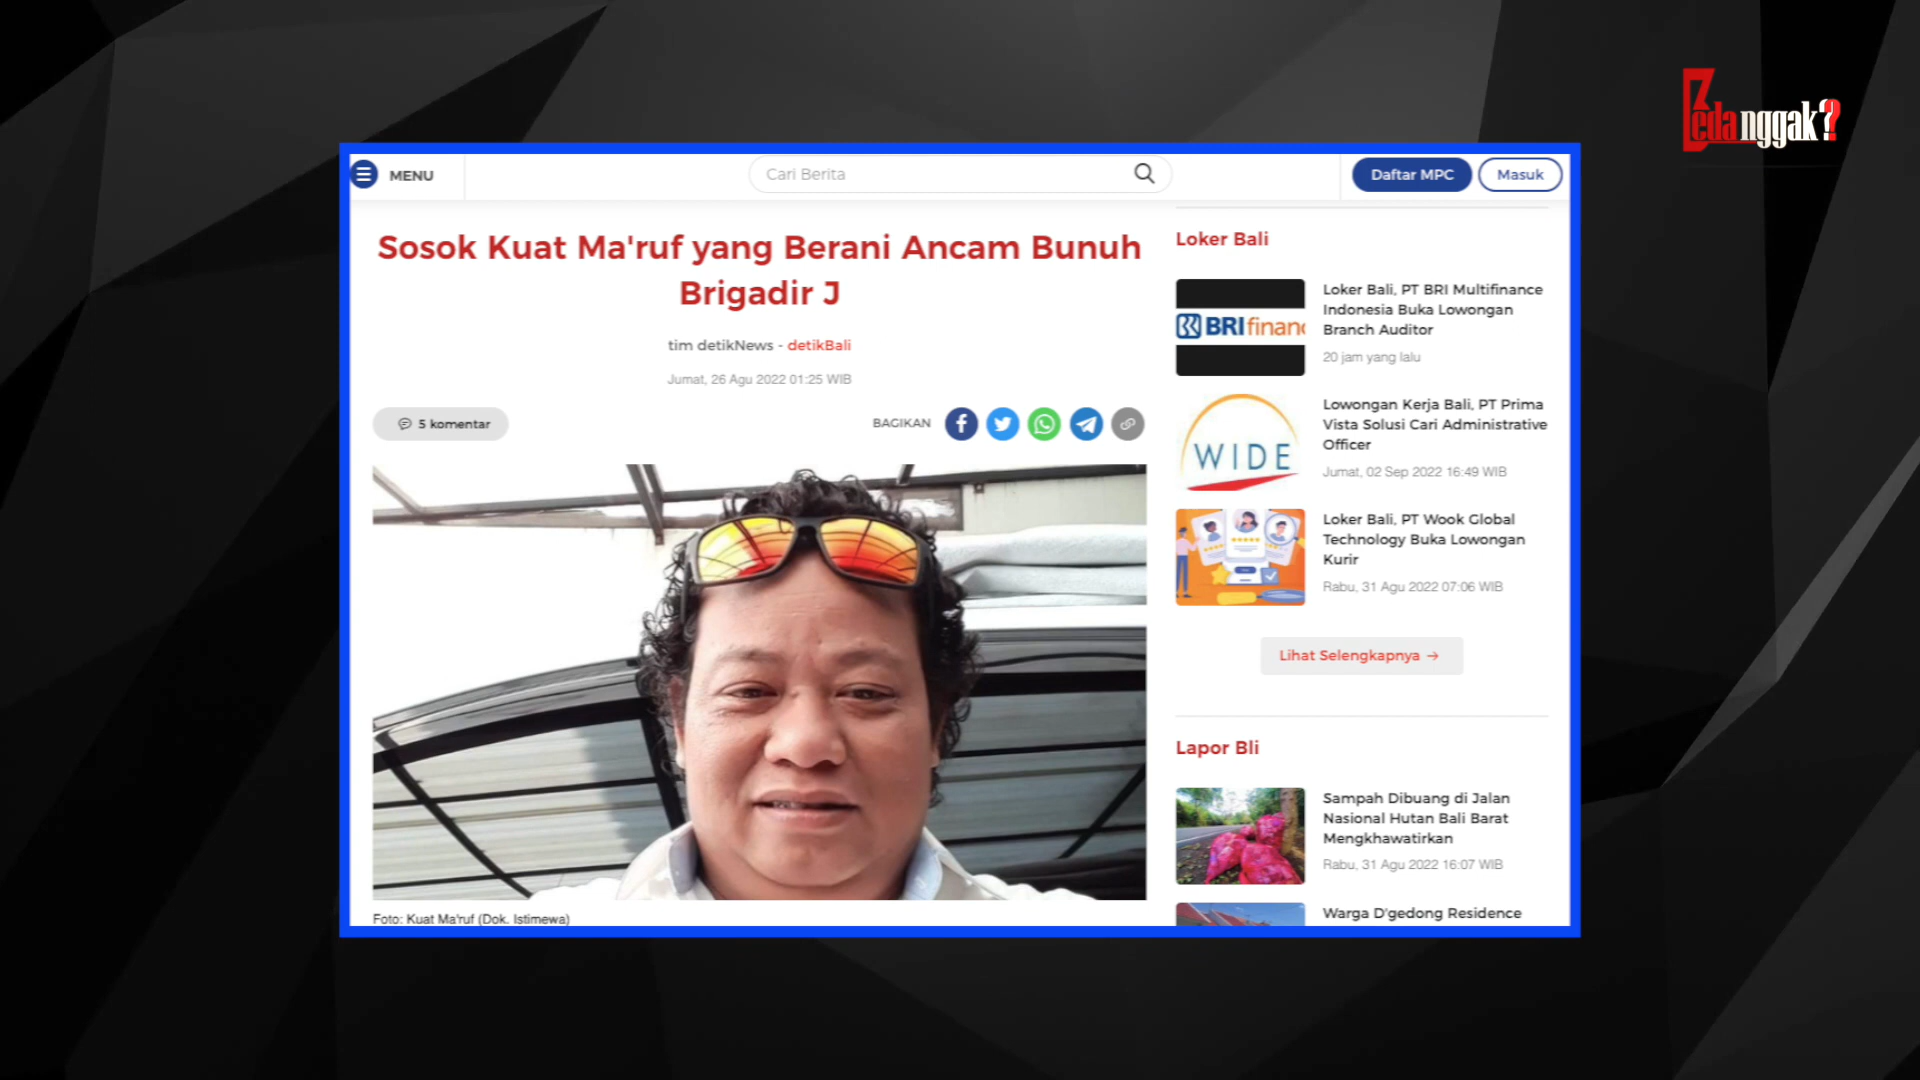 Ledanggak?
MENU
Cari Berita
Daftar MPC
Masuk
Sosok Kuat Ma'ruf yang Berani Ancam Bunuh
Brigadir J
tim detikNews - detikBali
Jumat, 26 Agu 2022 01:25 WIB
5 komentar
BAGIKAN
Foto: Kuat Ma'ruf (Dok. Istimewa)
Loker Bali
BRI finan
Loker Bali, PT BRI Multifinance
Indonesia Buka Lowongan
Branch Auditor
20 jam yang lalu
WIDE
Lowongan Kerja Bali, PT Prima
Vista Solusi Cari Administrative
Officer
Jumat, 02 Sep 2022 16:49 WIB
Loker Bali, PT Wook Global
Technology Buka Lowongan
Kurir
Rabu, 31 Agu 2022 07:06 WIB
Lihat Selengkapnya →
Lapor Bli
Sampah Dibuang di Jalan
Nasional Hutan Bali Barat
Mengkhawatirkan
Rabu, 31 Agu 2022 16:07 WIB
Warga D'gedong Residence